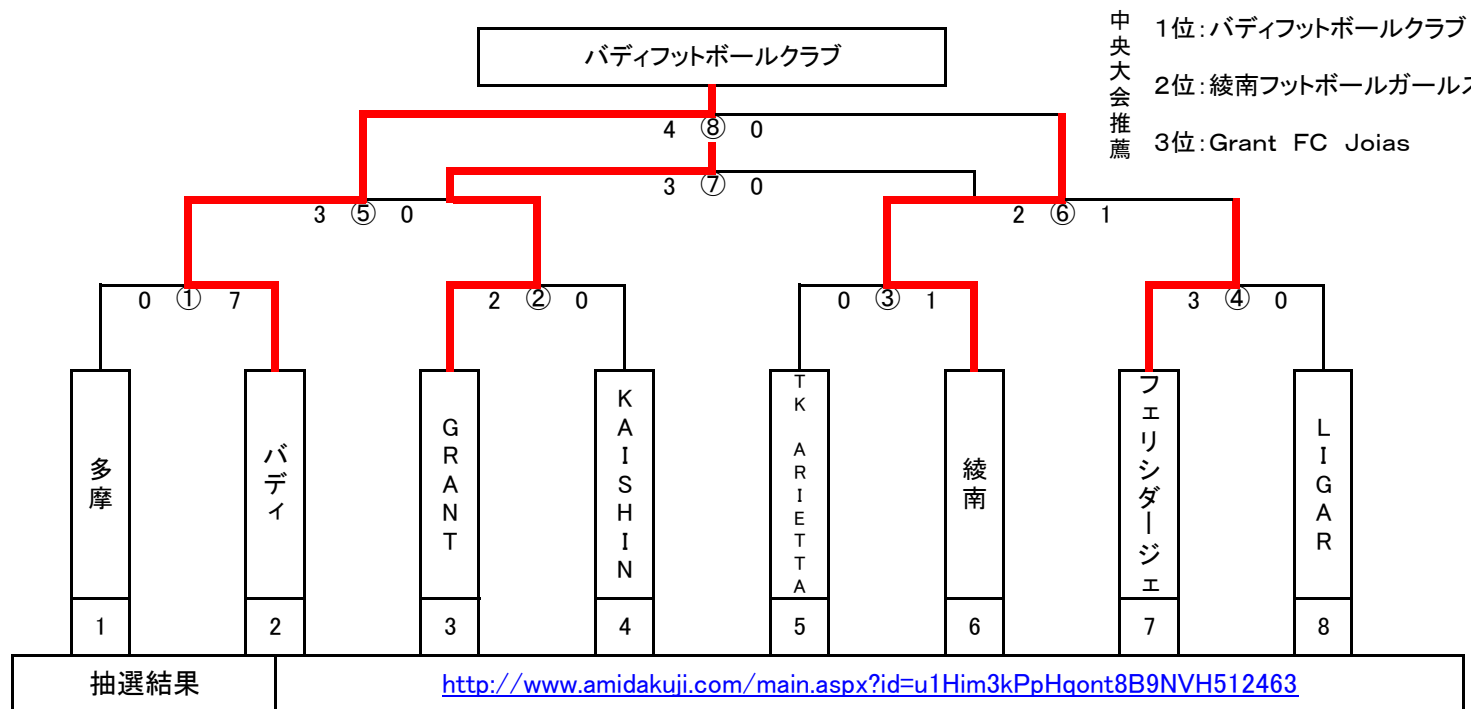 バディフットボールクラブ
中央大会推薦
1位：バディフットボールクラブ
2位：綾南フットボールガールズ
3位：Grant FC Joias
4 ⑧ 0
3 ⑦ 0
3 ⑤ 0
2 ⑥ 1
0 ① 7
2 ② 0
0 ③ 1
3 ④ 0
多摩
バディ
GRANT
KAISHIN
TK ARIETTA
綾南
フェリシダージェ
LIGAR
1 2 3 4 5 6 7 8
抽選結果
http://www.amidakuji.com/main.aspx?id=u1Him3kPpHqont8B9NVH512463